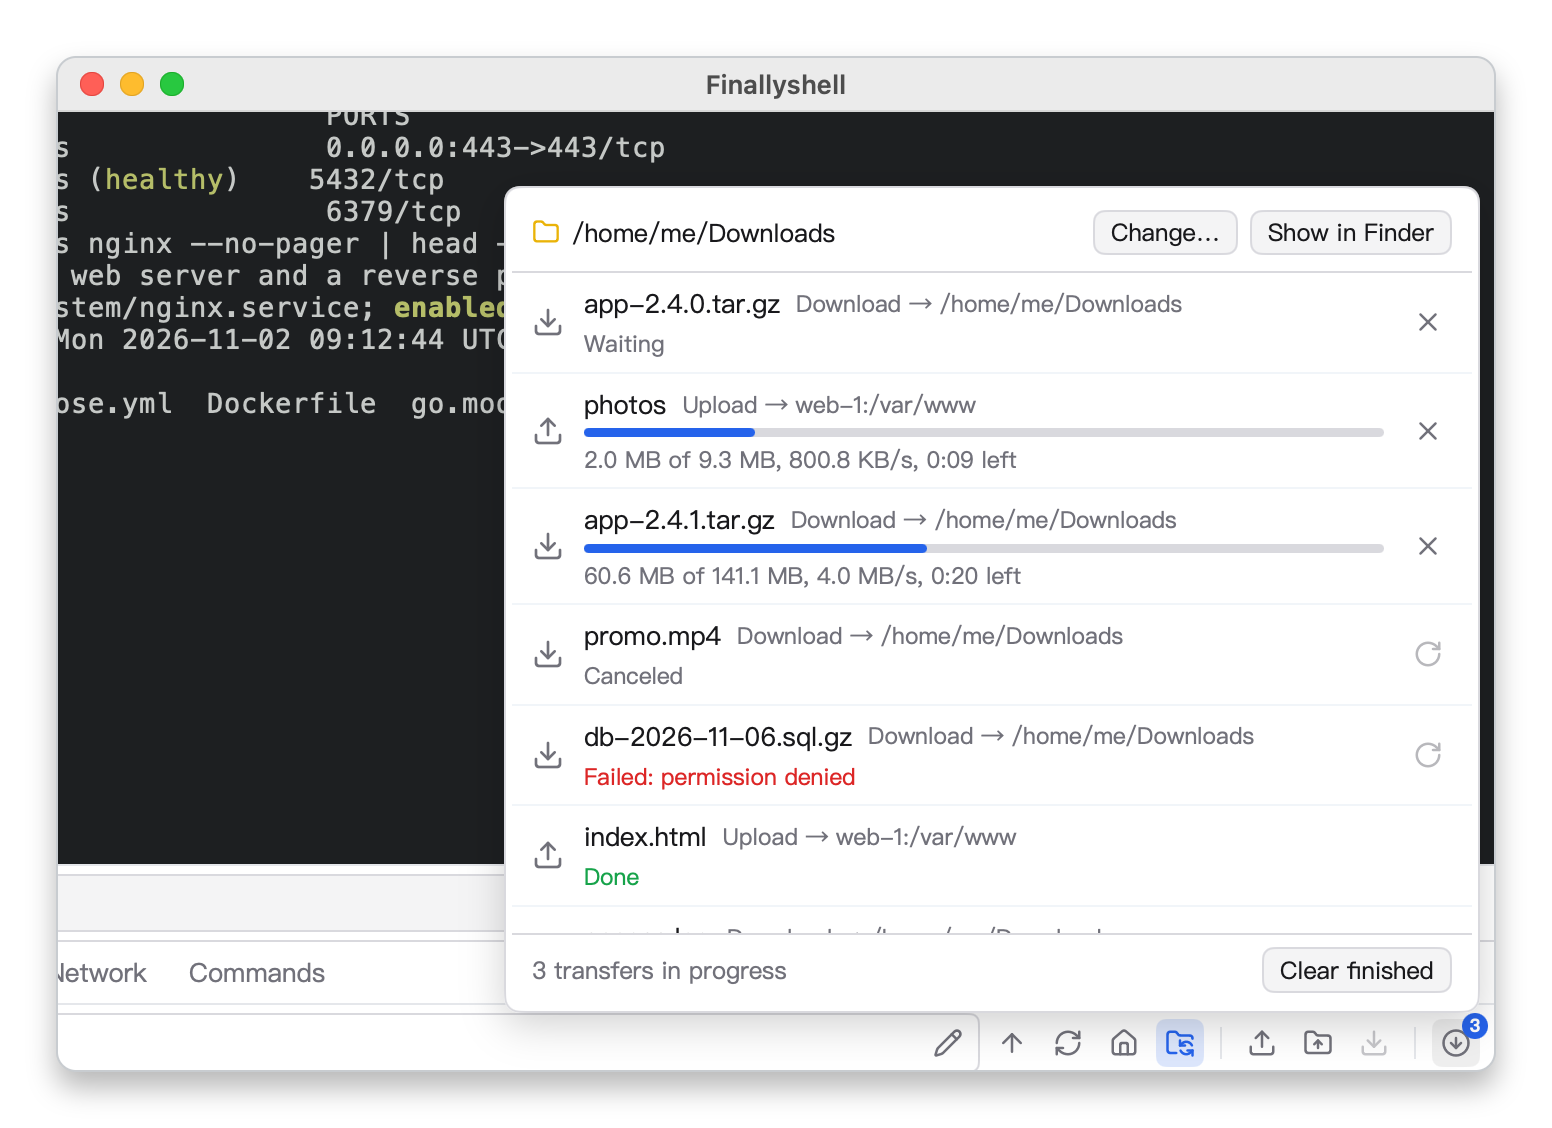 Finallyshell
PORTS
s 0.0.0.0:443->443/tcp
s (healthy) 5432/tcp
s 6379/tcp
s nginx --no-pager | head -
web server and a reverse p
stem/nginx.service; enabled
Mon 2026-11-02 09:12:44 UTC
ose.yml Dockerfile go.mod
/home/me/Downloads
Change...
Show in Finder
app-2.4.0.tar.gz Download → /home/me/Downloads
Waiting
photos Upload → web-1:/var/www
2.0 MB of 9.3 MB, 800.8 KB/s, 0:09 left
app-2.4.1.tar.gz Download → /home/me/Downloads
60.6 MB of 141.1 MB, 4.0 MB/s, 0:20 left
promo.mp4 Download → /home/me/Downloads
Canceled
db-2026-11-06.sql.gz Download → /home/me/Downloads
Failed: permission denied
index.html Upload → web-1:/var/www
Done
3 transfers in progress
Clear finished
Network Commands
3